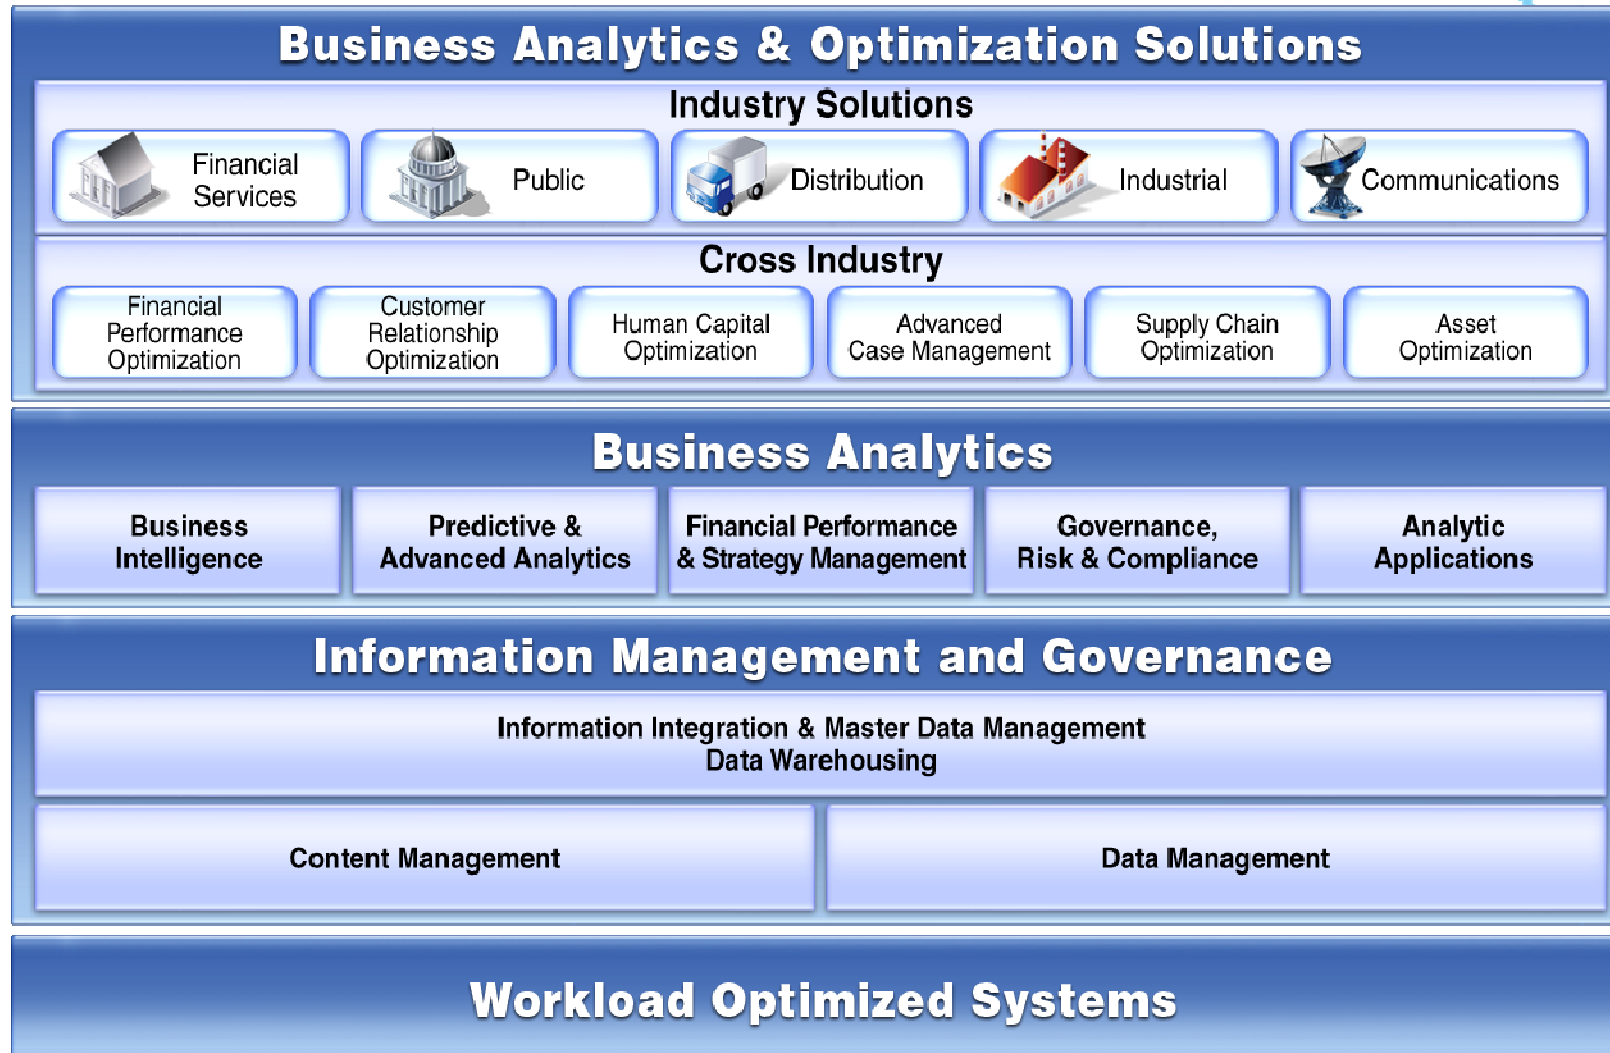 Business Analytics & Optimization Solutions
Industry Solutions
Financial
Services
Public
Distribution
Industrial
Communications
Cross Industry
Financial
Performance
Optimization
Customer
Relationship
Optimization
Human Capital
Optimization
Advanced
Case Management
Supply Chain
Optimization
Asset
Optimization
Business Analytics
Business
Intelligence
Predictive &
Advanced Analytics
Financial Performance
& Strategy Management
Governance,
Risk & Compliance
Analytic
Applications
Information Management and Governance
Information Integration & Master Data Management
Data Warehousing
Content Management
Data Management
Workload Optimized Systems